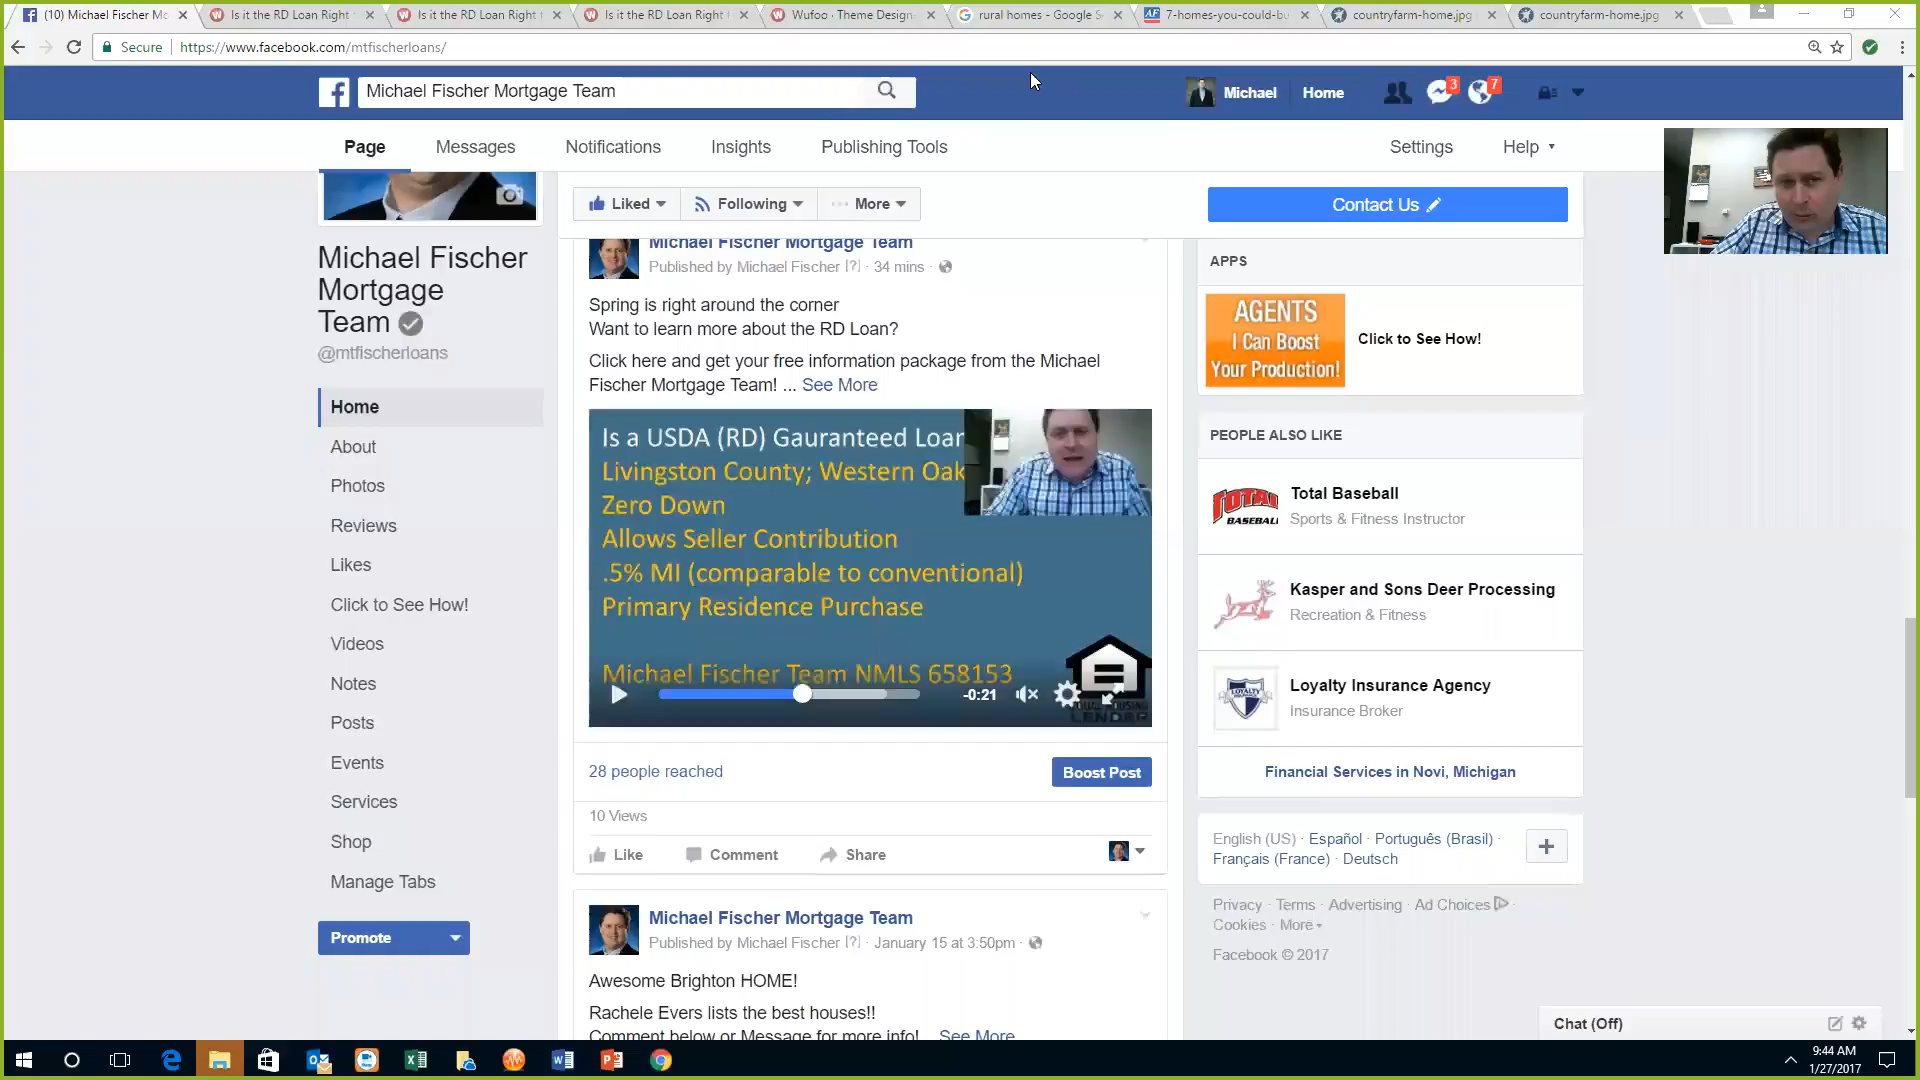 (10) Michael Fischer Mo
Is it the RD Loan Right
Is it the RD Loan Right
Is it the RD Loan Right
Wufoo · Theme Design
rural homes - Google S
7-homes-you-could-bu
countryfarm-home.jpg
countryfarm-home.jpg
Secure
https://www.facebook.com/mtfischerloans/
Michael Fischer Mortgage Team
Michael
Home
3
7
Page
Messages
Notifications
Insights
Publishing Tools
Settings
Help
Liked
Following
More
Contact Us
Michael Fischer
Mortgage
Team
@mtfischerloans
Home
About
Photos
Reviews
Likes
Click to See How!
Videos
Notes
Posts
Events
Services
Shop
Manage Tabs
Promote
Michael Fischer Mortgage Team
Published by Michael Fischer [?] · 34 mins ·
Spring is right around the corner
Want to learn more about the RD Loan?
Click here and get your free information package from the Michael
Fischer Mortgage Team! ... See More
Is a USDA (RD) Gauranteed Loan
Livingston County; Western Oak
Zero Down
Allows Seller Contribution
.5% MI (comparable to conventional)
Primary Residence Purchase
Michael Fischer Team NMLS 658153
-0:21
LENDER
28 people reached
Boost Post
10 Views
Like
Comment
Share
Michael Fischer Mortgage Team
Published by Michael Fischer [?] · January 15 at 3:50pm ·
Awesome Brighton HOME!
Rachele Evers lists the best houses!!
Comment below or Message for more info! See More
APPS
AGENTS
I Can Boost
Your Production!
Click to See How!
PEOPLE ALSO LIKE
TOTAL
BASEBALL
Total Baseball
Sports & Fitness Instructor
Kasper and Sons Deer Processing
Recreation & Fitness
LOYALTY
Loyalty Insurance Agency
Insurance Broker
Financial Services in Novi, Michigan
English (US) · Español · Português (Brasil) ·
Français (France) · Deutsch
Privacy · Terms · Advertising · Ad Choices ·
Cookies · More
Facebook © 2017
Chat (Off)
9:44 AM
1/27/2017